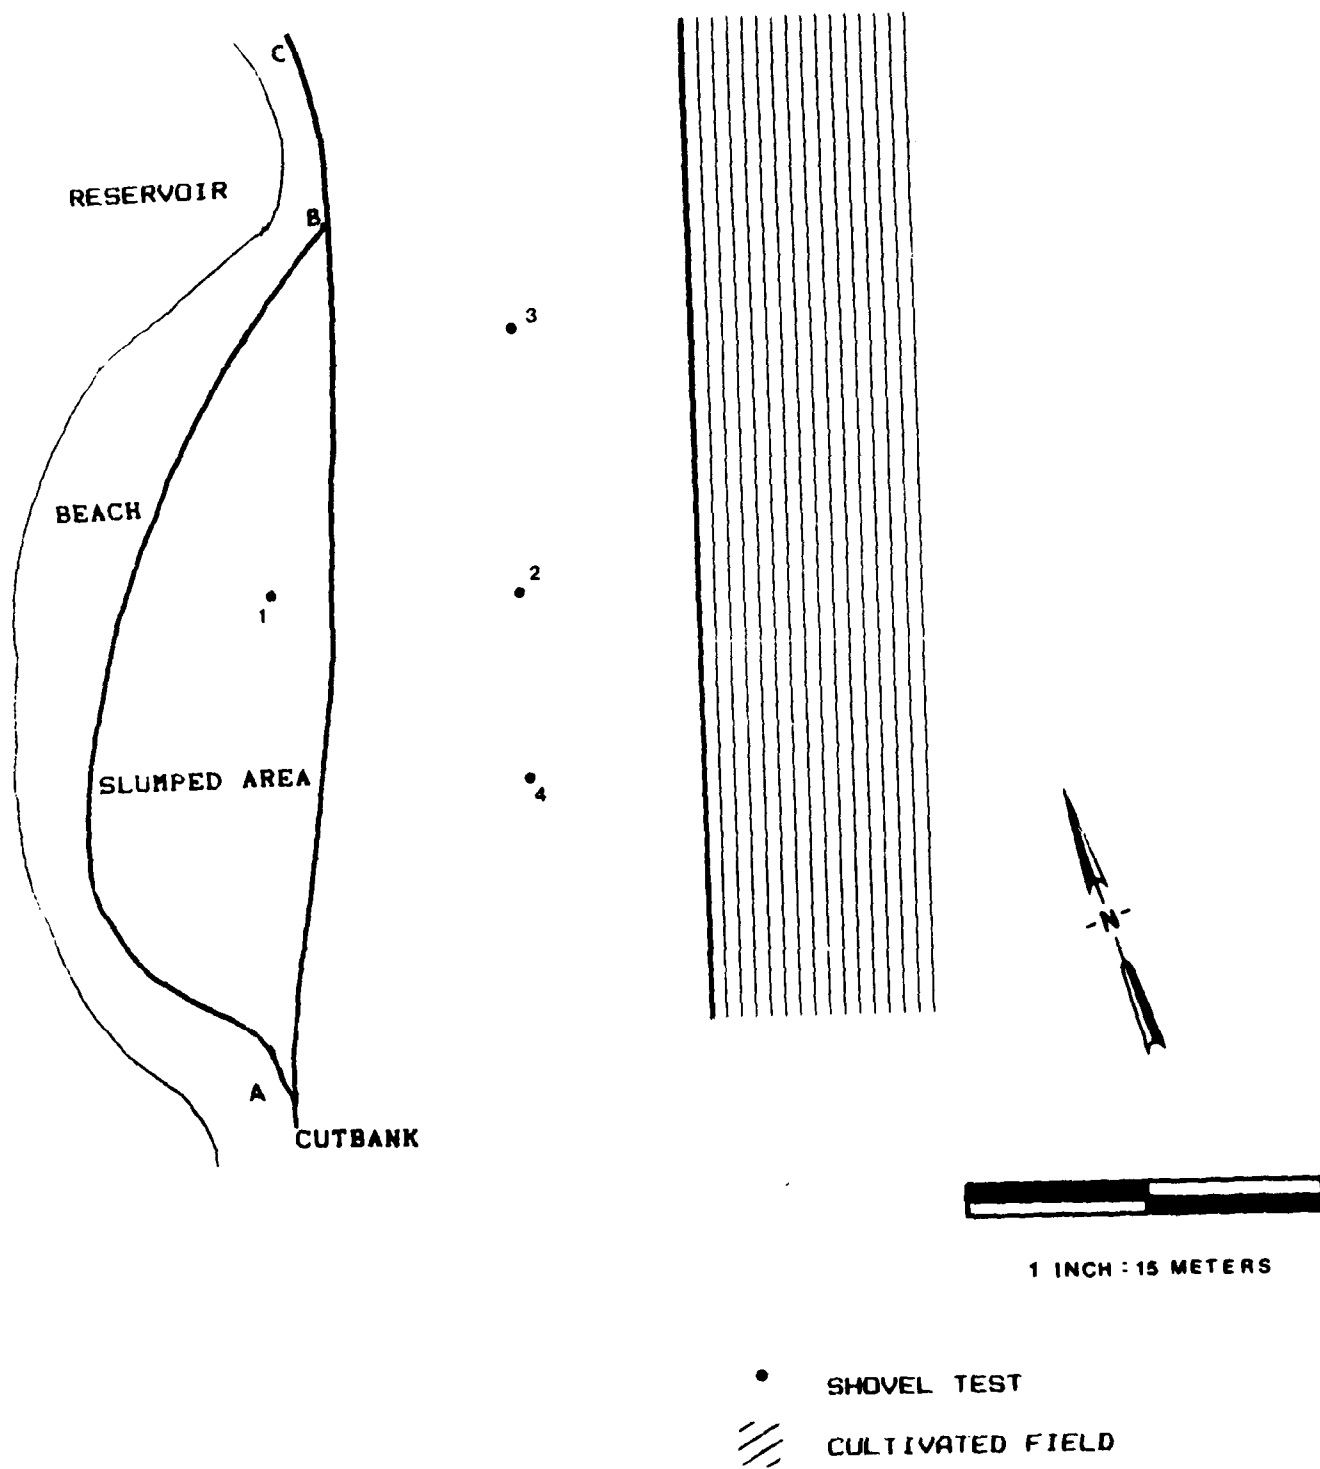 C
RESERVOIR
B
3
BEACH
2
1
SLUMPED AREA
4
N
A
CUTBANK
1 INCH : 15 METERS
SHOVEL TEST
CULTIVATED FIELD